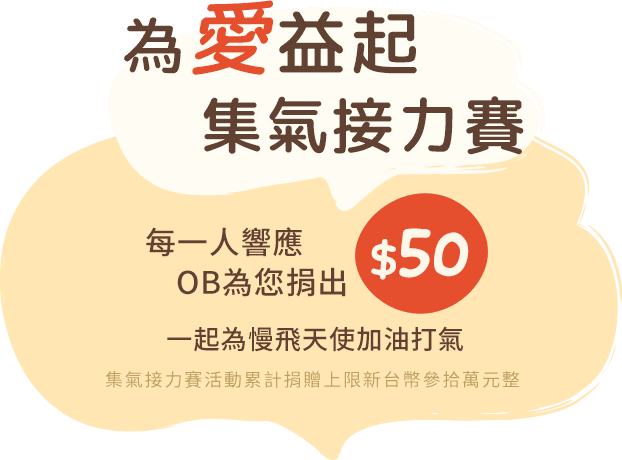 為愛益起
集氣接力賽
每一人響應
OB為您捐出
$50
一起為慢飛天使加油打氣
集氣接力賽活動累計捐贈上限新台幣參拾萬元整